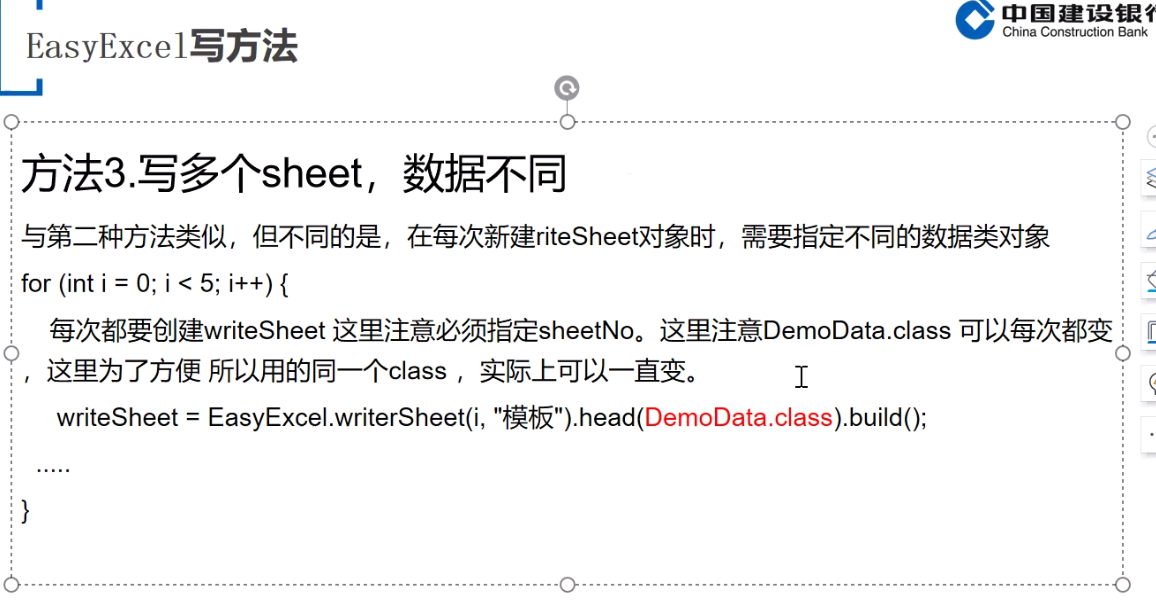 中国建设银行
China Construction Bank
EasyExcel写方法
方法3.写多个sheet，数据不同
与第二种方法类似，但不同的是，在每次新建riteSheet对象时，需要指定不同的数据类对象
for (int i = 0; i < 5; i++) {
每次都要创建writeSheet 这里注意必须指定sheetNo。这里注意DemoData.class 可以每次都变
，这里为了方便 所以用的同一个class ，实际上可以一直变。
writeSheet = EasyExcel.writerSheet(i, "模板").head(DemoData.class).build();
.....
}